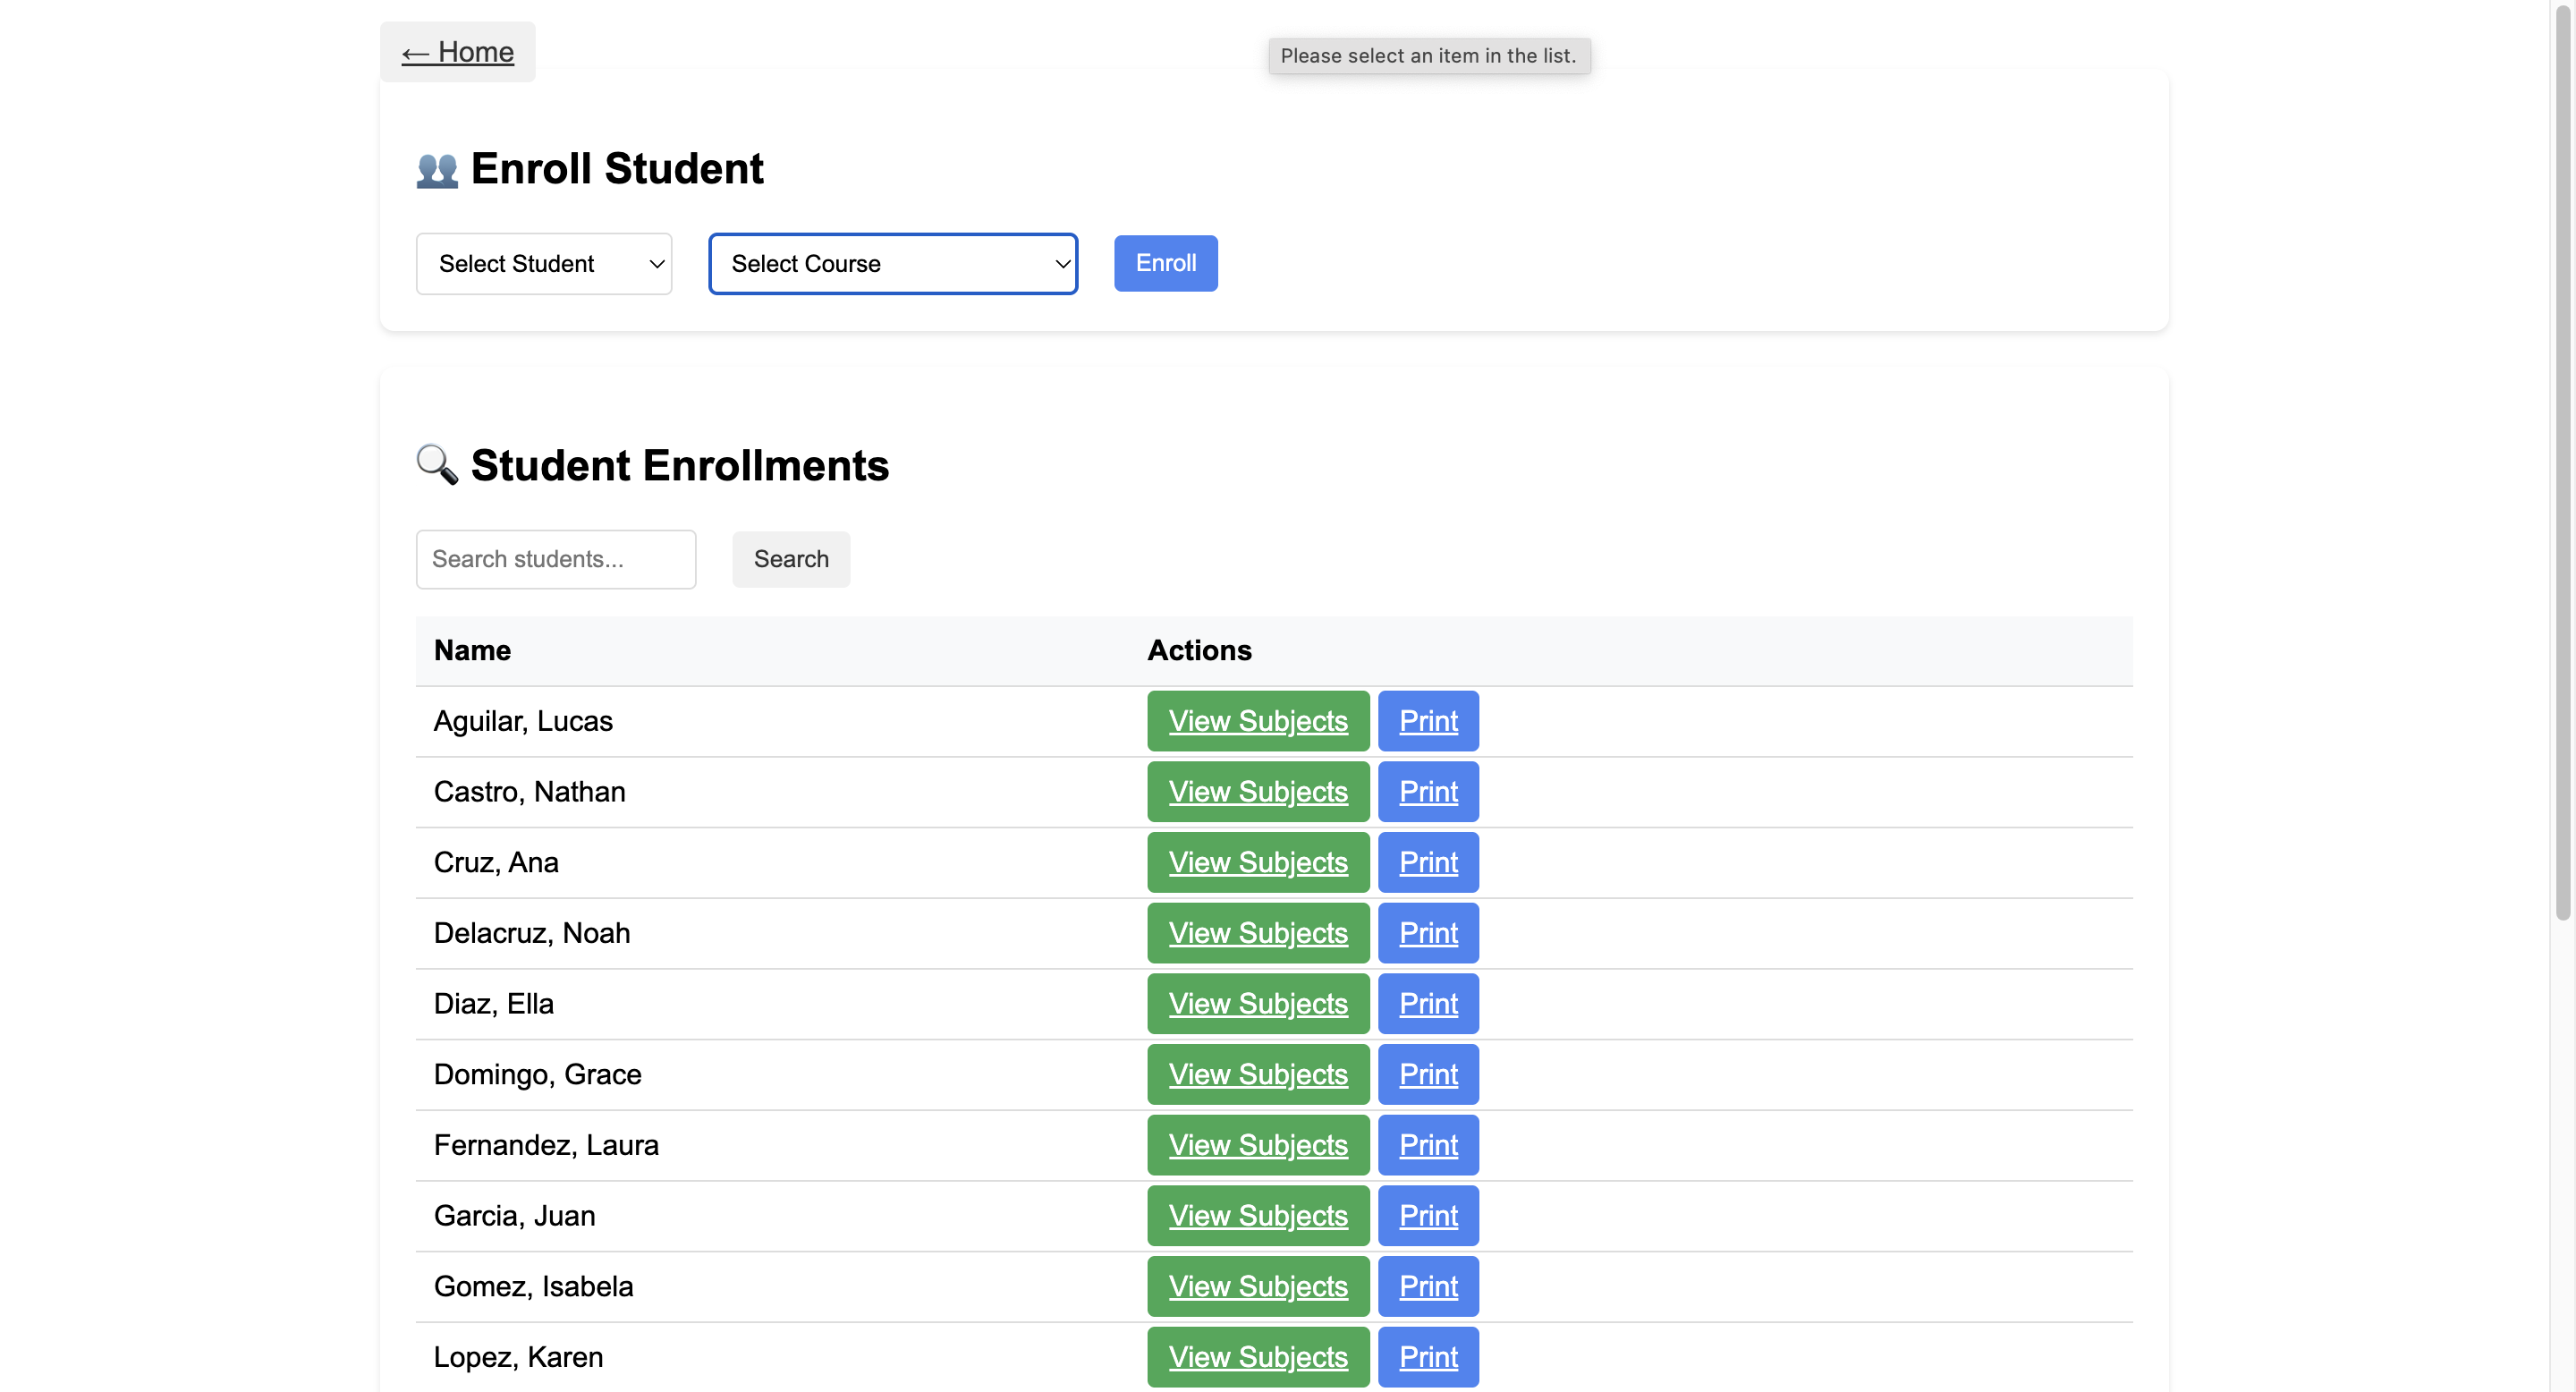 ← Home
Please select an item in the list.
Enroll Student
Select Student
Select Course
Enroll
Student Enrollments
Search students...
Search
Name Actions
Aguilar, Lucas View Subjects Print
Castro, Nathan View Subjects Print
Cruz, Ana View Subjects Print
Delacruz, Noah View Subjects Print
Diaz, Ella View Subjects Print
Domingo, Grace View Subjects Print
Fernandez, Laura View Subjects Print
Garcia, Juan View Subjects Print
Gomez, Isabela View Subjects Print
Lopez, Karen View Subjects Print